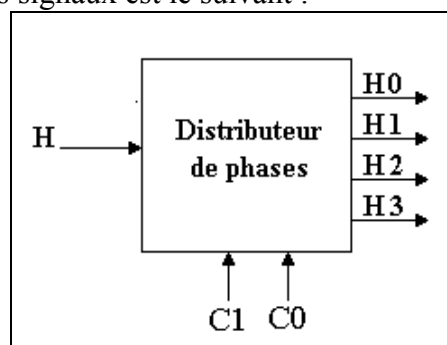 s signaux est le suivant :
H0
H1
H
Distributeur
de phases
H2
H3
C1 C0